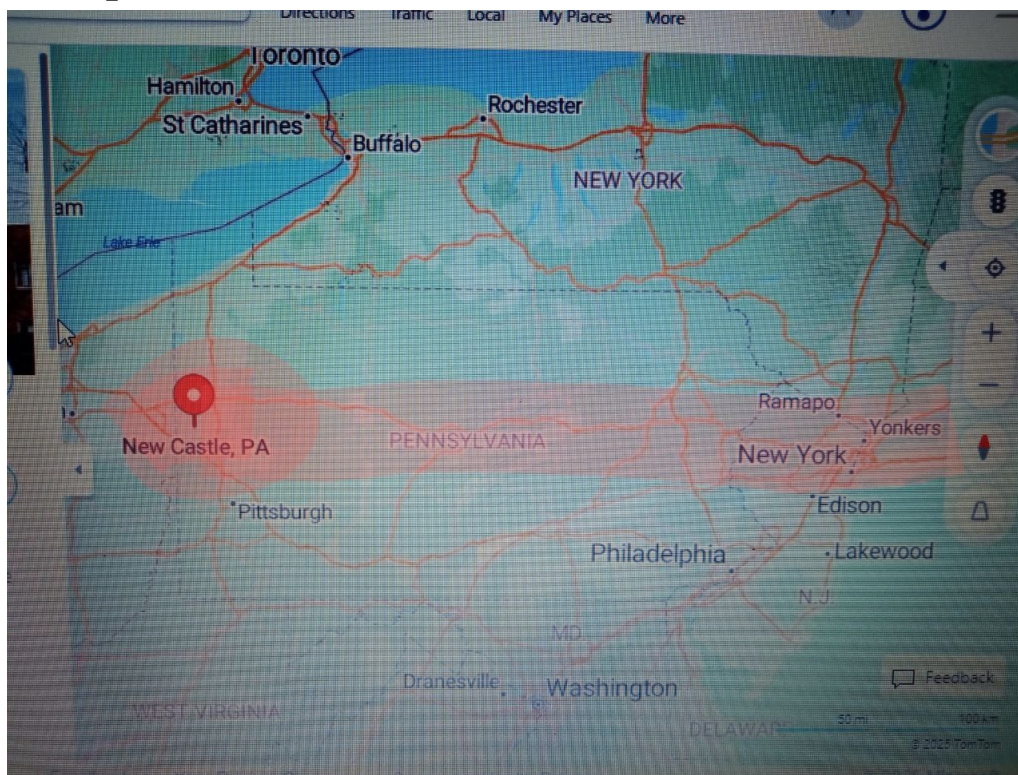 Directions Traffic Local My Places More
Toronto
Hamilton
Rochester
St Catharines
Buffalo
NEW YORK
am
Lake Erie
Ramapo
Yonkers
New Castle, PA
PENNSYLVANIA
New York
Pittsburgh
Edison
Philadelphia
Lakewood
N.J.
MD.
Dranesville
Washington
Feedback
WEST VIRGINIA
DELAWARE
50 mi 100 km
© 2025 TomTom